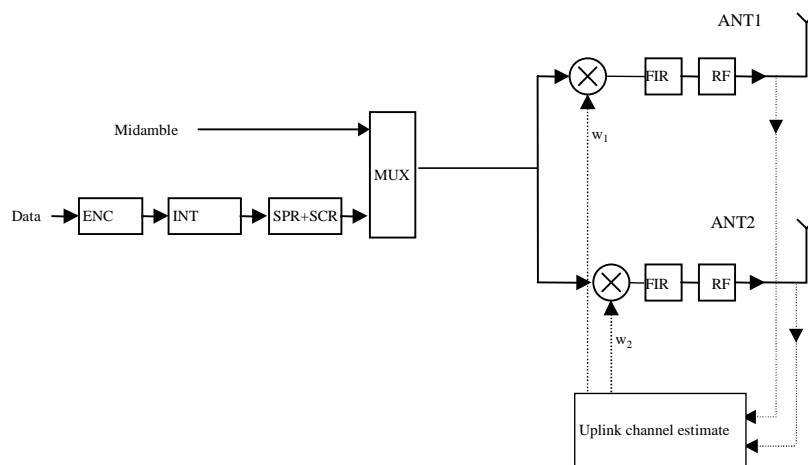 ANT1
FIR
RF
Midamble
w1
MUX
Data
ENC
INT
SPR+SCR
ANT2
FIR
RF
w2
Uplink channel estimate